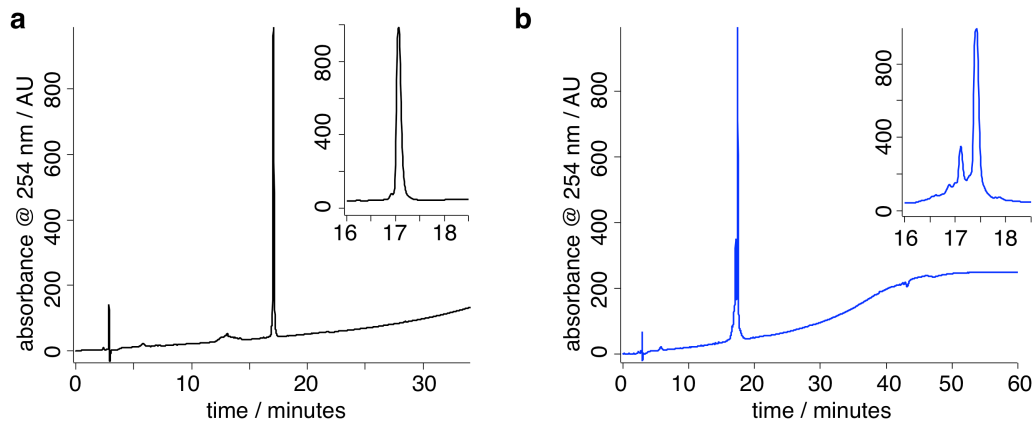 a
absorbance @ 254 nm / AU
0 200 400 600 800
0 10 20 30
time / minutes
0 400 800
16 17 18
b
absorbance @ 254 nm / AU
0 200 400 600 800
0 10 20 30 40 50 60
time / minutes
0 400 800
16 17 18